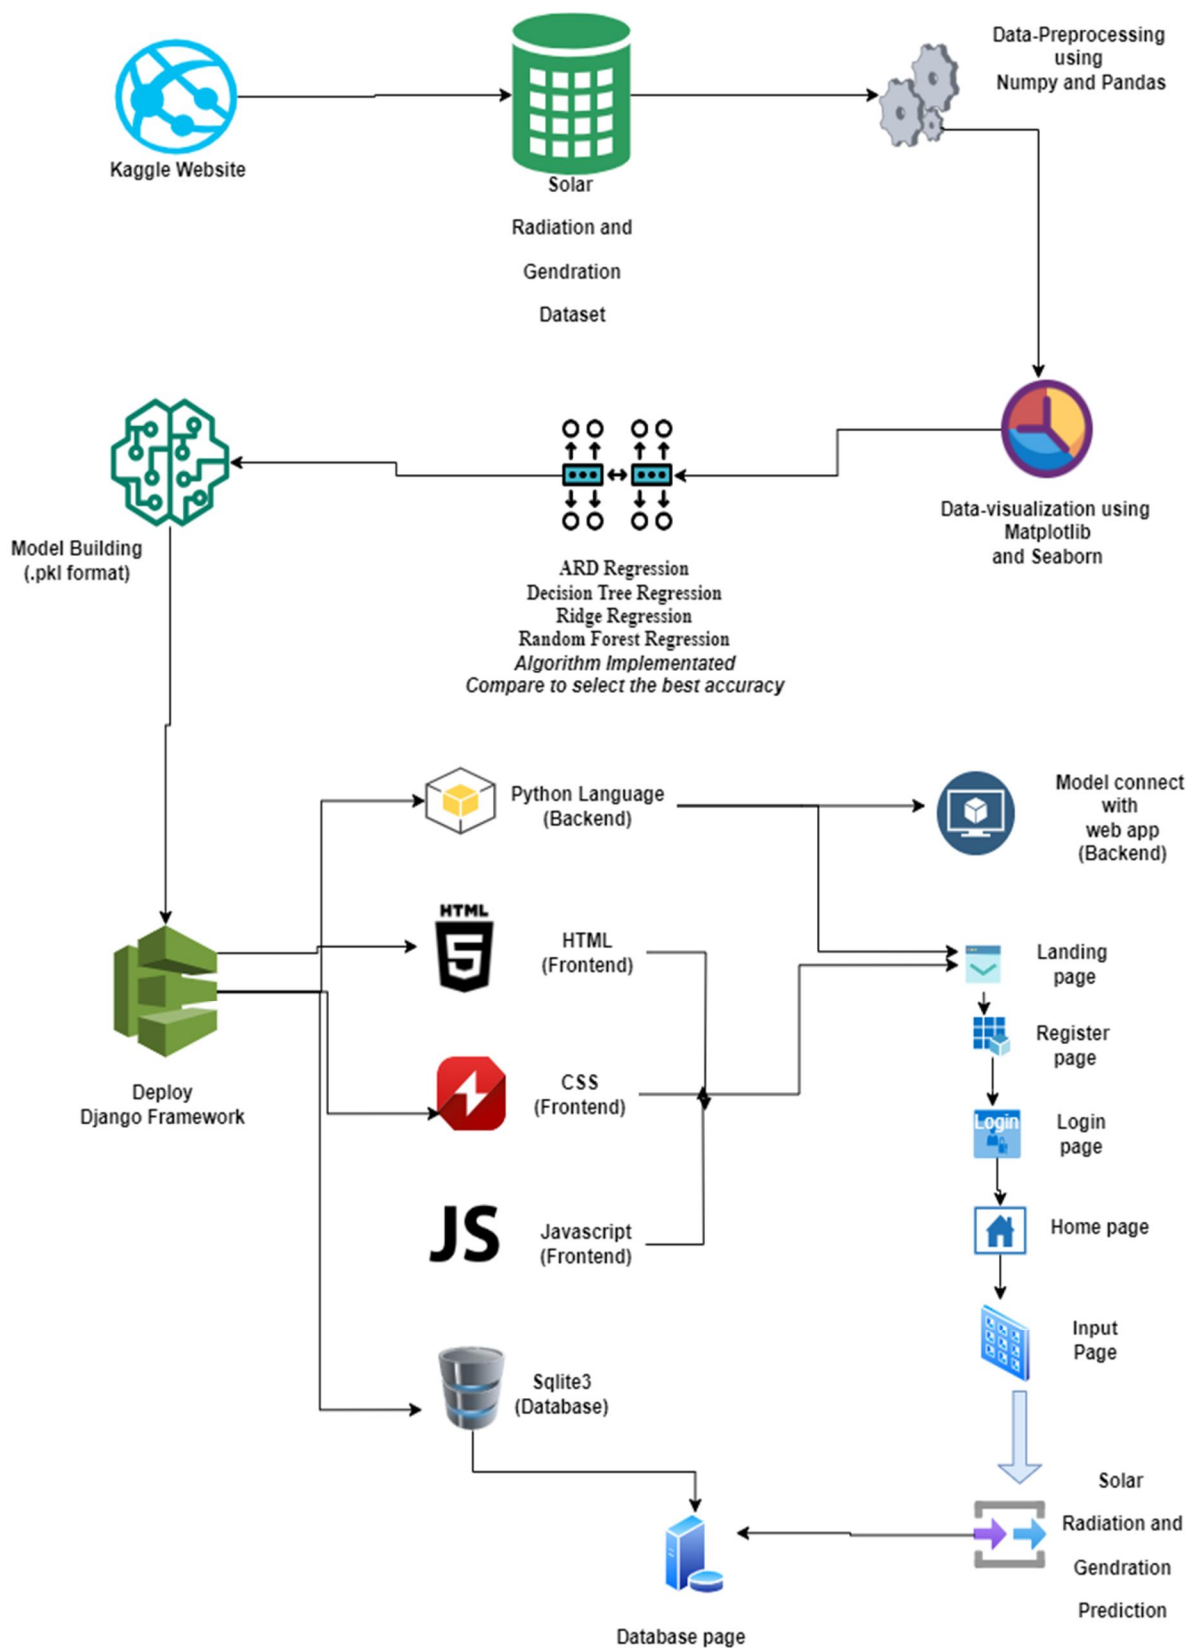 Kaggle Website
Solar
Radiation and
Gendration
Dataset
Data-Preprocessing
using
Numpy and Pandas
Data-visualization using
Matplotlib
and Seaborn
ARD Regression
Decision Tree Regression
Ridge Regression
Random Forest Regression
Algorithm Implementated
Compare to select the best accuracy
Model Building
(.pkl format)
Deploy
Django Framework
Python Language
(Backend)
Model connect
with
web app
(Backend)
HTML
5
HTML
(Frontend)
CSS
(Frontend)
JS
Javascript
(Frontend)
Sqlite3
(Database)
Landing
page
Register
page
Login
Login
page
Home page
Input
Page
Solar
Radiation and
Gendration
Prediction
Database page